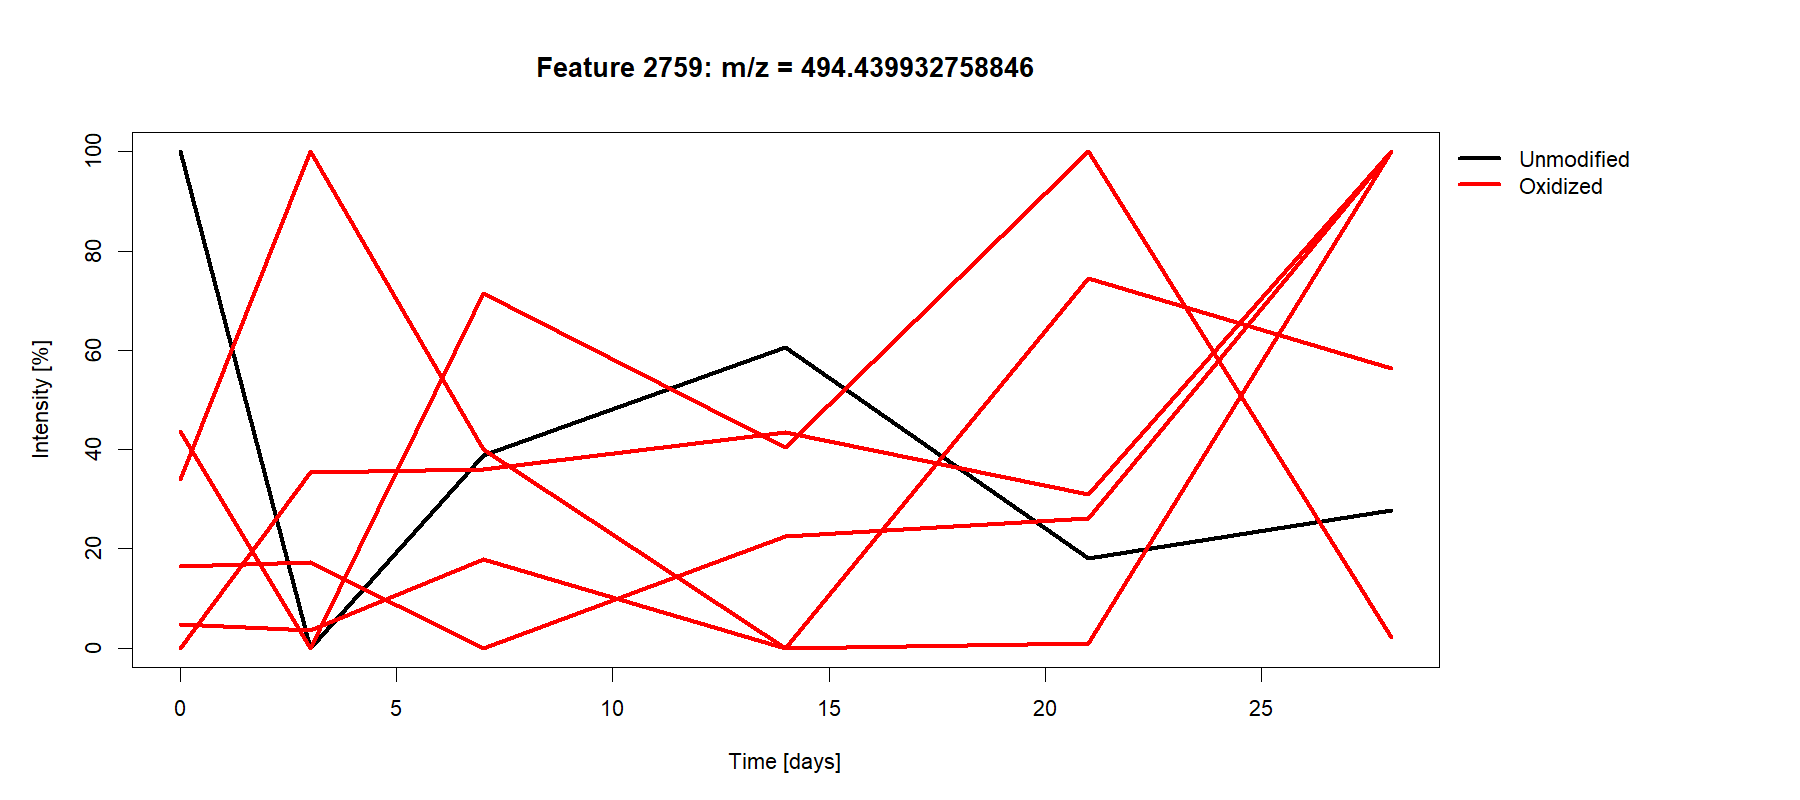 Feature 2759: m/z = 494.439932758846
Unmodified
Oxidized
Intensity [%]
100
80
60
40
20
0
0 5 10 15 20 25
Time [days]